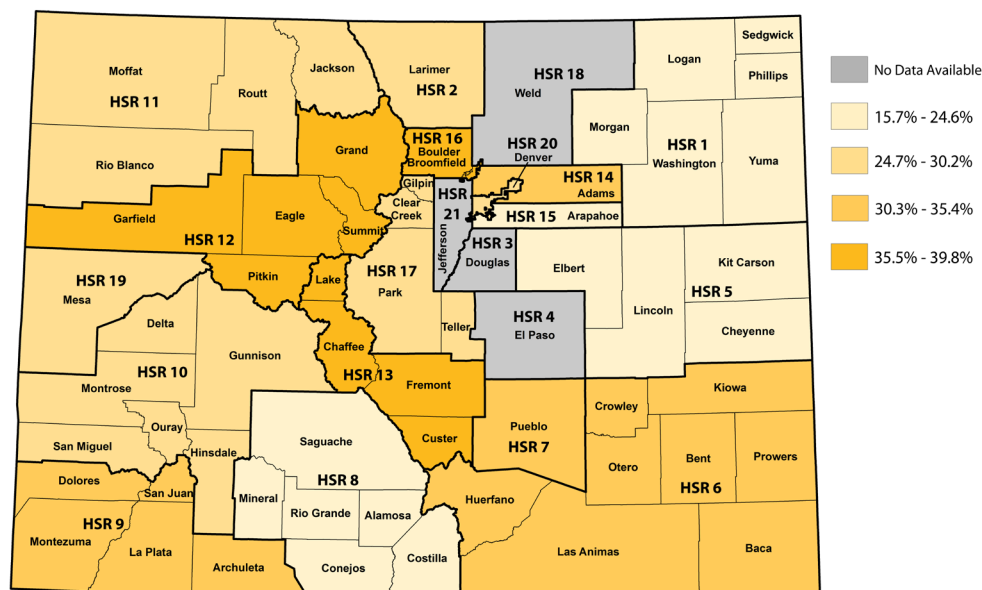 Sedgwick
Logan
Jackson
Larimer
HSR 2
Moffat
HSR 11
Routt
HSR 18
Weld
Phillips
No Data Available
15.7% - 24.6%
24.7% - 30.2%
30.3% - 35.4%
35.5% - 39.8%
Morgan
HSR 1
Washington
Yuma
Rio Blanco
Grand
HSR 16
Boulder
Broomfield
HSR 20
Denver
Gilpin
Clear
Creek
HSR
21
Jefferson
HSR 14
Adams
HSR 15
Arapahoe
Garfield
HSR 12
Eagle
Summit
HSR 3
Douglas
Elbert
Kit Carson
HSR 5
Lincoln
Cheyenne
HSR 19
Mesa
Pitkin
Lake
HSR 17
Park
Teller
HSR 4
El Paso
Delta
Gunnison
Chaffee
HSR 13
Fremont
HSR 10
Montrose
Kiowa
Crowley
Ouray
San Miguel
Hinsdale
Saguache
HSR 8
Custer
Pueblo
HSR 7
Otero
Bent
HSR 6
Prowers
Dolores
San Juan
HSR 9
Montezuma
La Plata
Mineral
Rio Grande
Alamosa
Huerfano
Archuleta
Conejos
Costilla
Las Animas
Baca